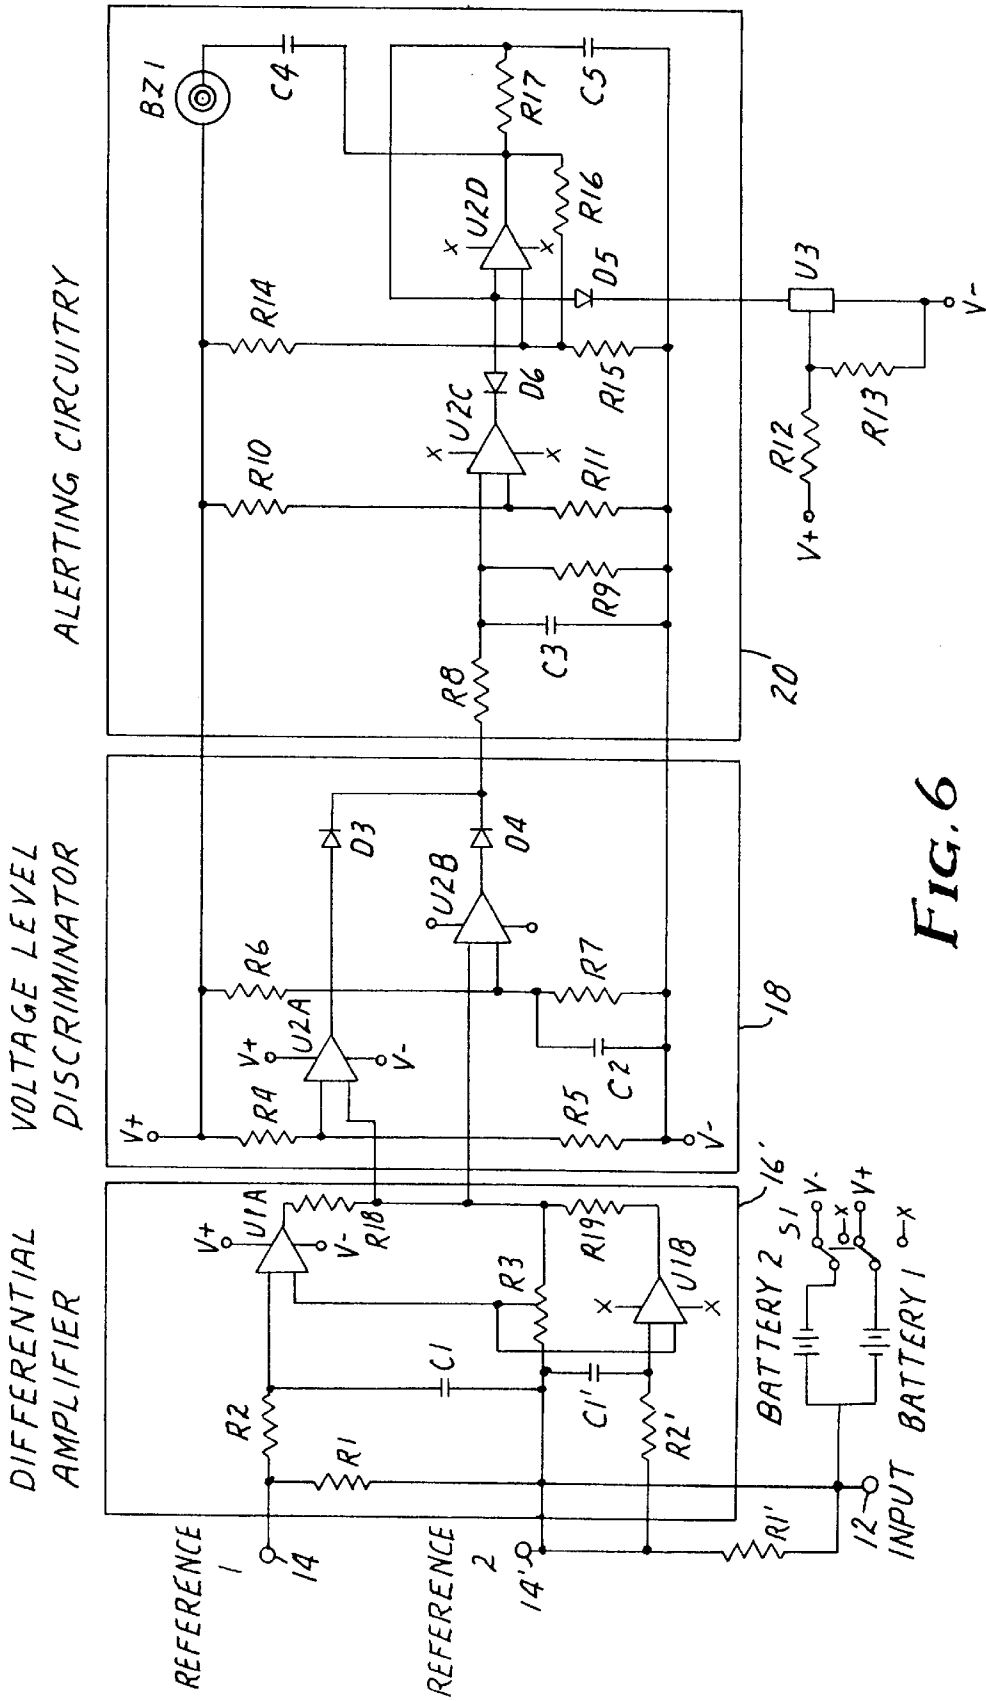 DIFFERENTIAL
AMPLIFIER
VOLTAGE LEVEL
DISCRIMINATOR
ALERTING CIRCUITRY
REFERENCE
1
14
REFERENCE
2
14'
R2
R1
C1
U1A
V+
V-
R18
R3
R19
C1'
R2'
U1B
X
X
16'
R1'
12
INPUT
BATTERY 2
S1
V-
X
V+
X
BATTERY 1
V+
R4
V+
U2A
V-
R6
R5
V-
C2
R7
U2B
D3
D4
18
R8
C3
R9
R10
R11
U2C
X
X
D6
R14
R15
U2D
X
X
D5
R16
R17
C4
BZ1
C5
20
V+
R12
R13
U3
V-
FIG. 6